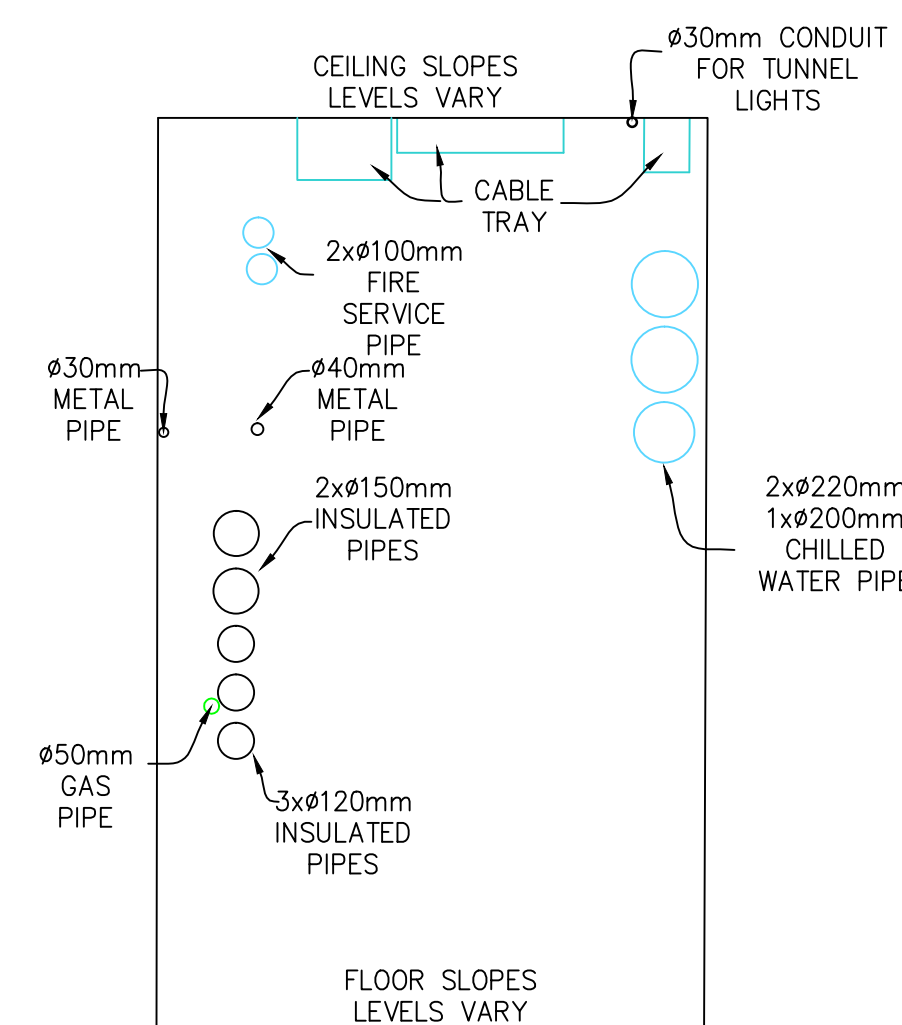 ø30mm CONDUIT
FOR TUNNEL
LIGHTS
CEILING SLOPES
LEVELS VARY
CABLE
TRAY
2xø100mm
FIRE
SERVICE
PIPE
ø30mm
METAL
PIPE
ø40mm
METAL
PIPE
2xø150mm
INSULATED
PIPES
2xø220mm
1xø200mm
CHILLED
WATER PIPE
ø50mm
GAS
PIPE
3xø120mm
INSULATED
PIPES
FLOOR SLOPES
LEVELS VARY